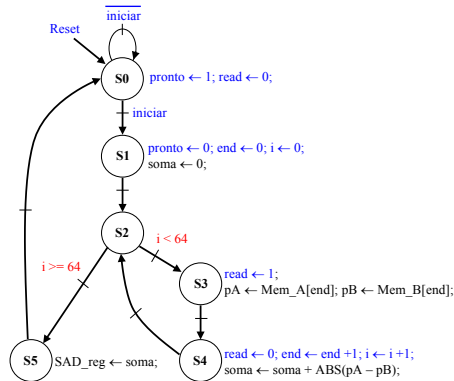 iniciar
Reset
S0
pronto ← 1; read ← 0;
iniciar
S1
pronto ← 0; end ← 0; i ← 0;
soma ← 0;
S2
i < 64
i >= 64
S3
read ← 1;
pA ← Mem_A[end]; pB ← Mem_B[end];
S5
SAD_reg ← soma;
S4
read ← 0; end ← end +1; i ← i +1;
soma ← soma + ABS(pA – pB);